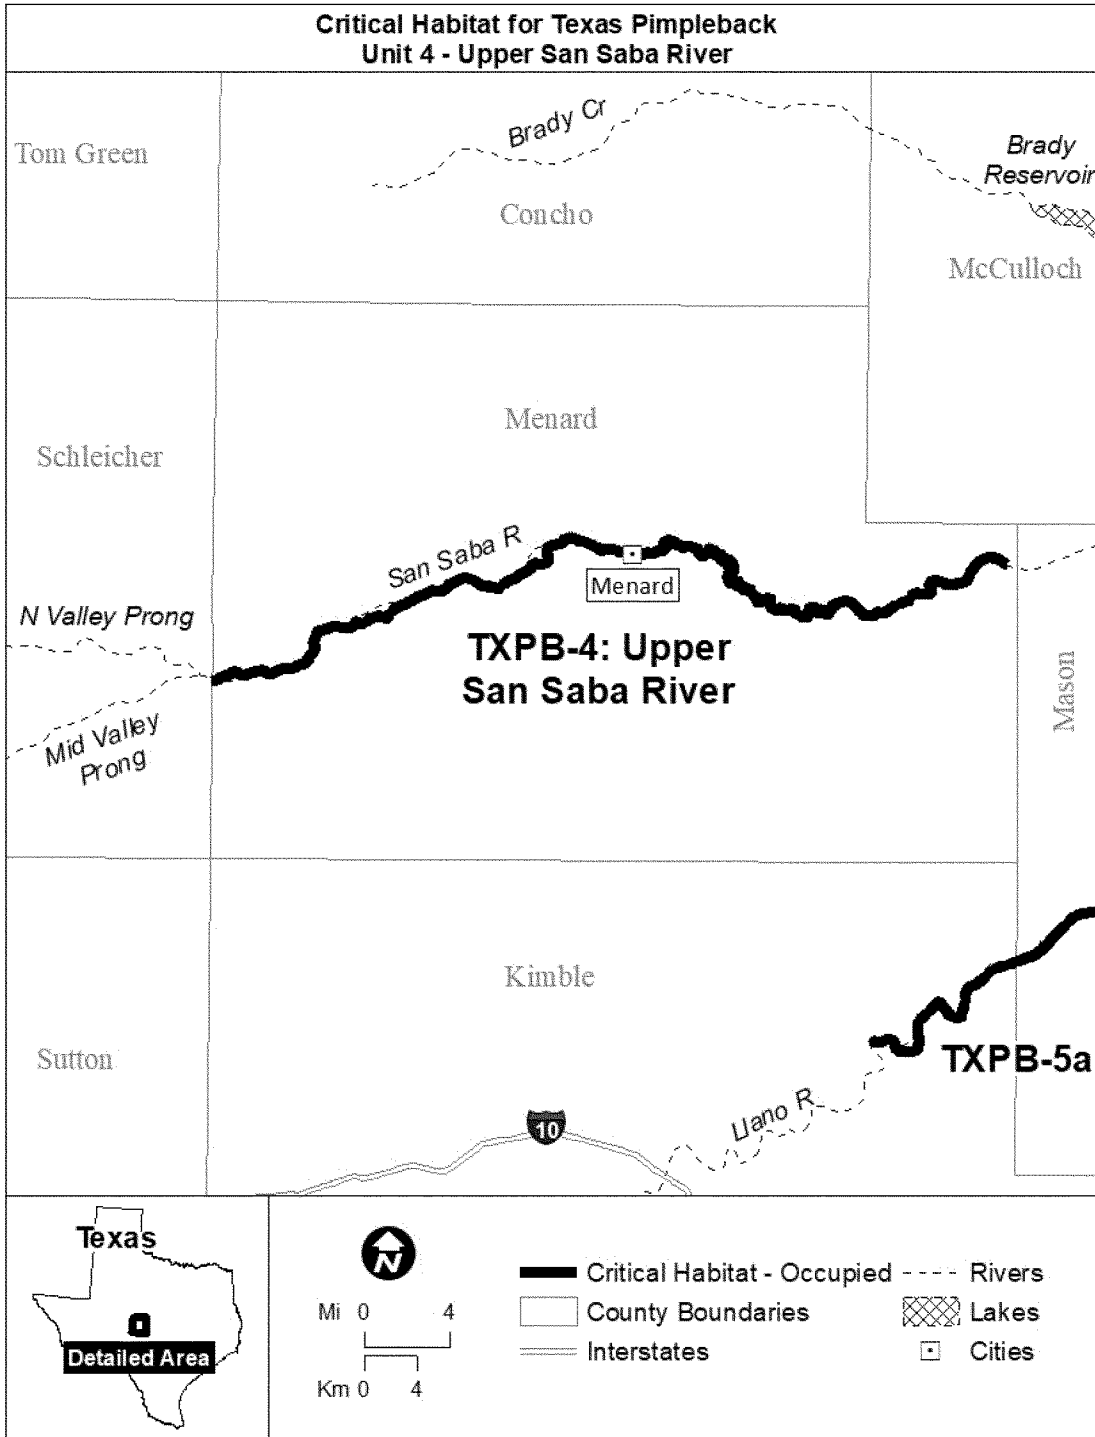 Critical Habitat for Texas Pimpleback
Unit 4 - Upper San Saba River
Brady Cr
Tom Green
Brady
Reservoir
Concho
McCulloch
Menard
Schleicher
San Saba R
Menard
N Valley Prong
TXPB-4: Upper
San Saba River
Mason
Mid Valley
Prong
Kimble
Sutton
TXPB-5a
Llano R
10
Texas
Detailed Area
N
Mi 0 4
Km 0 4
Critical Habitat - Occupied
County Boundaries
Interstates
Rivers
Lakes
Cities